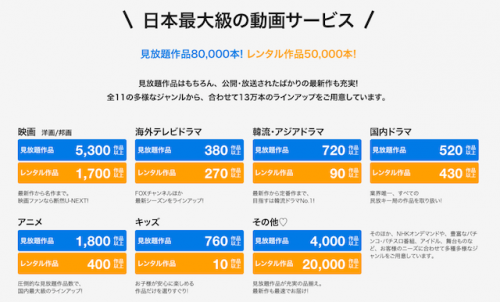 日本最大級の動画サービス
見放題作品80,000本! レンタル作品50,000本!
見放題作品はもちろん、公開・放送されたばかりの最新作も充実!
全11の多様なジャンルから、合わせて13万本のラインアップをご用意しています。
映画 洋画/邦画
見放題作品 5,300 作品以上
レンタル作品 1,700 作品以上
最新作から名作まで。
映画ファンなら断然U-NEXT!
海外テレビドラマ
見放題作品 380 作品以上
レンタル作品 270 作品以上
FOXチャンネルほか
最新シーズンをラインアップ!
韓流・アジアドラマ
見放題作品 720 作品以上
レンタル作品 90 作品以上
最新作から定番作まで、
目指すは韓流ドラマNo.1!
国内ドラマ
見放題作品 520 作品以上
レンタル作品 430 作品以上
業界唯一、すべての
民放キー局の作品を取り扱い!
アニメ
見放題作品 1,800 作品以上
レンタル作品 400 作品以上
圧倒的な見放題作品数で、
国内最大級のラインアップ!
キッズ
見放題作品 760 作品以上
レンタル作品 10 作品以上
お子様が安心に楽しめる
作品だけを選りすぐり!
その他♡
見放題作品 4,000 作品以上
レンタル作品 20,000 作品以上
見放題作品が充実の品揃え。
最新作も最速でお届け!
そのほか、NHKオンデマンドや、豊富なパチ
ンコ・パチスロ番組、アイドル、舞台ものな
ど、お客様のニーズに合わせて多種多様なジ
ャンルをご用意しています。